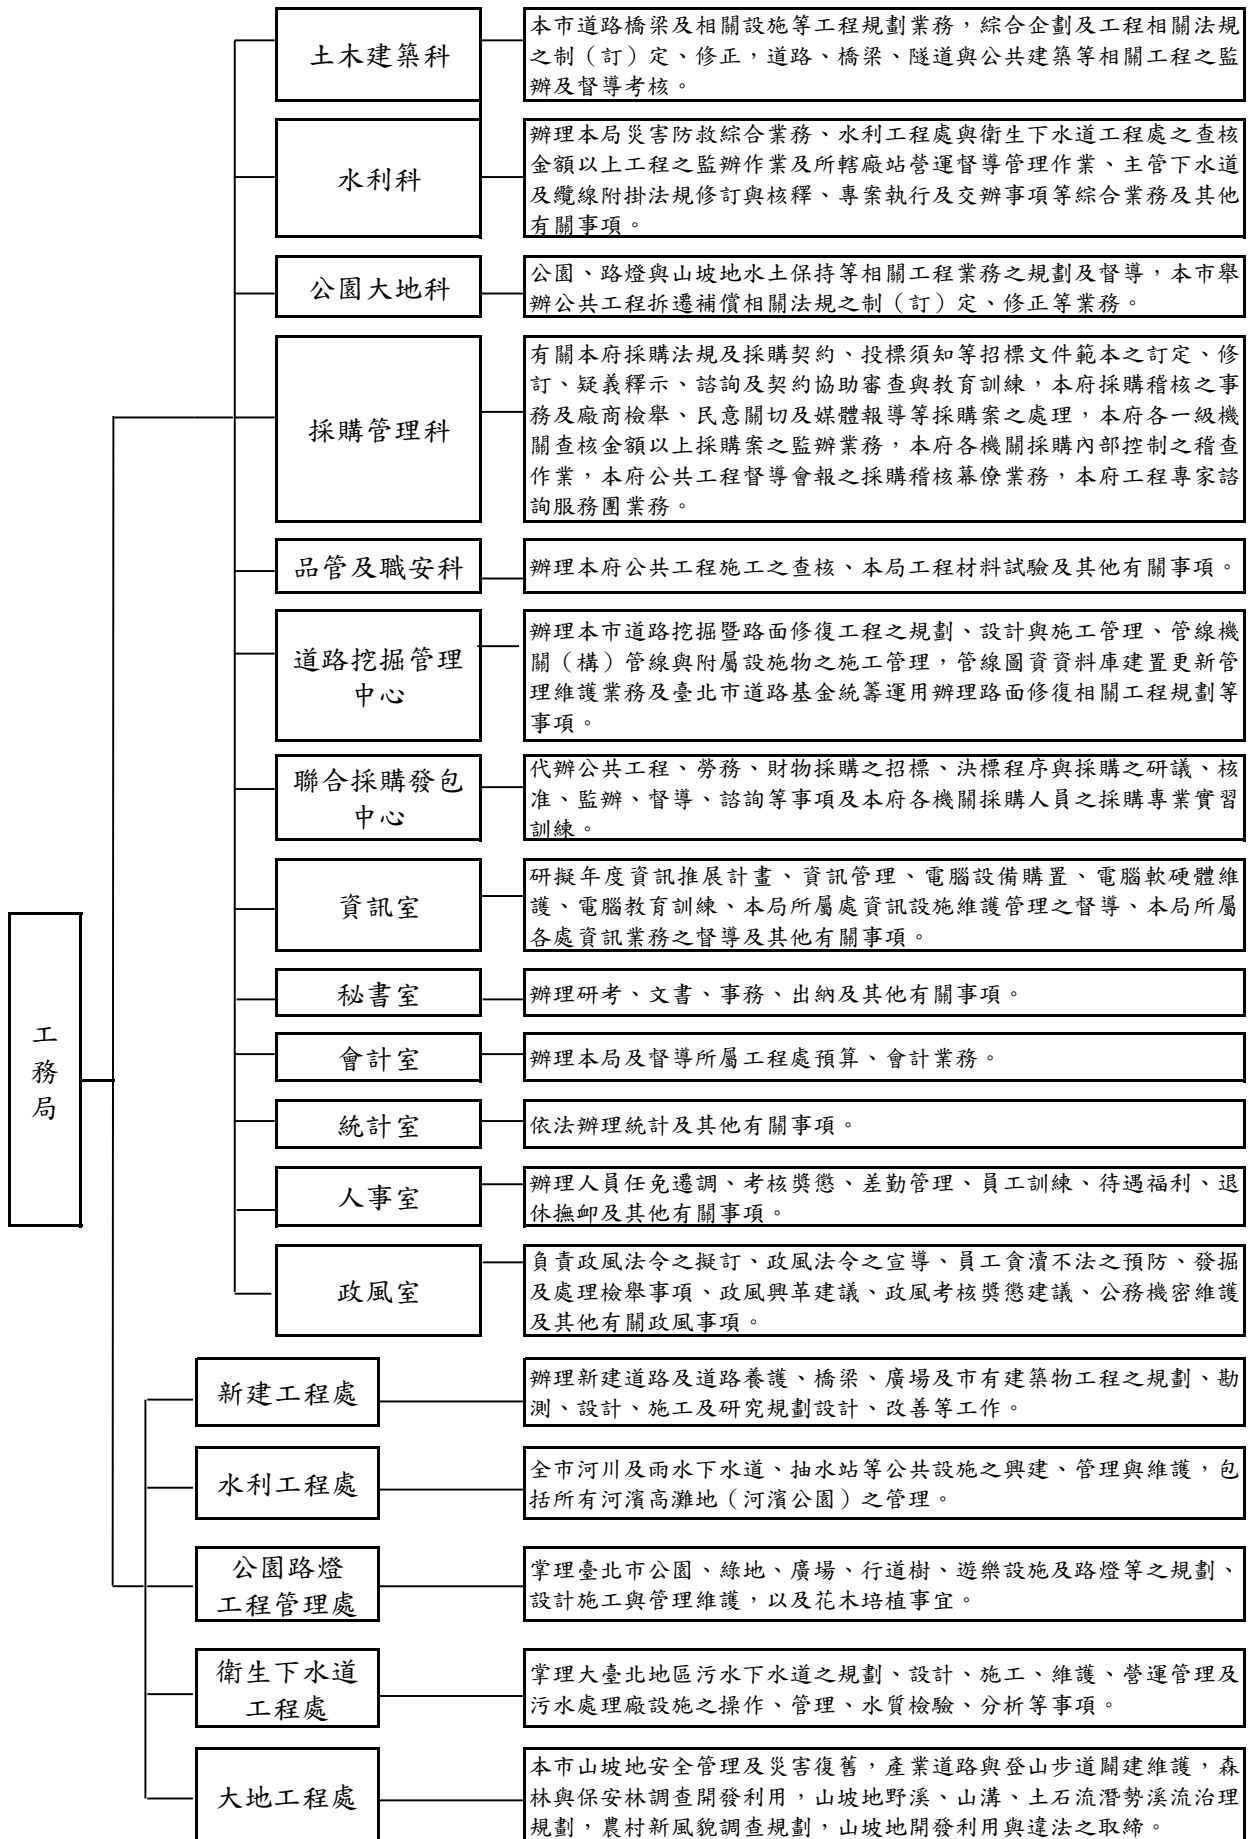 土木建築科
本市道路橋梁及相關設施等工程規劃業務，綜合企劃及工程相關法規
之制（訂）定、修正，道路、橋梁、隧道與公共建築等相關工程之監
辦及督導考核。
水利科
辦理本局災害防救綜合業務、水利工程處與衛生下水道工程處之查核
金額以上工程之監辦作業及所轄廠站營運督導管理作業、主管下水道
及纜線附掛法規修訂與核釋、專案執行及交辦事項等綜合業務及其他
有關事項。
公園大地科
公園、路燈與山坡地水土保持等相關工程業務之規劃及督導，本市舉
辦公共工程拆遷補償相關法規之制（訂）定、修正等業務。
採購管理科
有關本府採購法規及採購契約、投標須知等招標文件範本之訂定、修
訂、疑義釋示、諮詢及契約協助審查與教育訓練，本府採購稽核之事
務及廠商檢舉、民意關切及媒體報導等採購案之處理，本府各一級機
關查核金額以上採購案之監辦業務，本府各機關採購內部控制之稽查
作業，本府公共工程督導會報之採購稽核幕僚業務，本府工程專家諮
詢服務團業務。
品管及職安科
辦理本府公共工程施工之查核、本局工程材料試驗及其他有關事項。
道路挖掘管理
中心
辦理本市道路挖掘暨路面修復工程之規劃、設計與施工管理、管線機
關（構）管線與附屬設施物之施工管理，管線圖資資料庫建置更新管
理維護業務及臺北市道路基金統籌運用辦理路面修復相關工程規劃等
事項。
聯合採購發包
中心
代辦公共工程、勞務、財物採購之招標、決標程序與採購之研議、核
准、監辦、督導、諮詢等事項及本府各機關採購人員之採購專業實習
訓練。
資訊室
研擬年度資訊推展計畫、資訊管理、電腦設備購置、電腦軟硬體維
護、電腦教育訓練、本局所屬處資訊設施維護管理之督導、本局所屬
各處資訊業務之督導及其他有關事項。
秘書室
辦理研考、文書、事務、出納及其他有關事項。
工務局
會計室
辦理本局及督導所屬工程處預算、會計業務。
統計室
依法辦理統計及其他有關事項。
人事室
辦理人員任免遷調、考核獎懲、差勤管理、員工訓練、待遇福利、退
休撫卹及其他有關事項。
政風室
負責政風法令之擬訂、政風法令之宣導、員工貪瀆不法之預防、發掘
及處理檢舉事項、政風興革建議、政風考核獎懲建議、公務機密維護
及其他有關政風事項。
新建工程處
辦理新建道路及道路養護、橋梁、廣場及市有建築物工程之規劃、勘
測、設計、施工及研究規劃設計、改善等工作。
水利工程處
全市河川及雨水下水道、抽水站等公共設施之興建、管理與維護，包
括所有河濱高灘地（河濱公園）之管理。
公園路燈
工程管理處
掌理臺北市公園、綠地、廣場、行道樹、遊樂設施及路燈等之規劃、
設計施工與管理維護，以及花木培植事宜。
衛生下水道
工程處
掌理大臺北地區污水下水道之規劃、設計、施工、維護、營運管理及
污水處理廠設施之操作、管理、水質檢驗、分析等事項。
大地工程處
本市山坡地安全管理及災害復舊，產業道路與登山步道闢建維護，森
林與保安林調查開發利用，山坡地野溪、山溝、土石流潛勢溪流治理
規劃，農村新風貌調查規劃，山坡地開發利用與違法之取締。